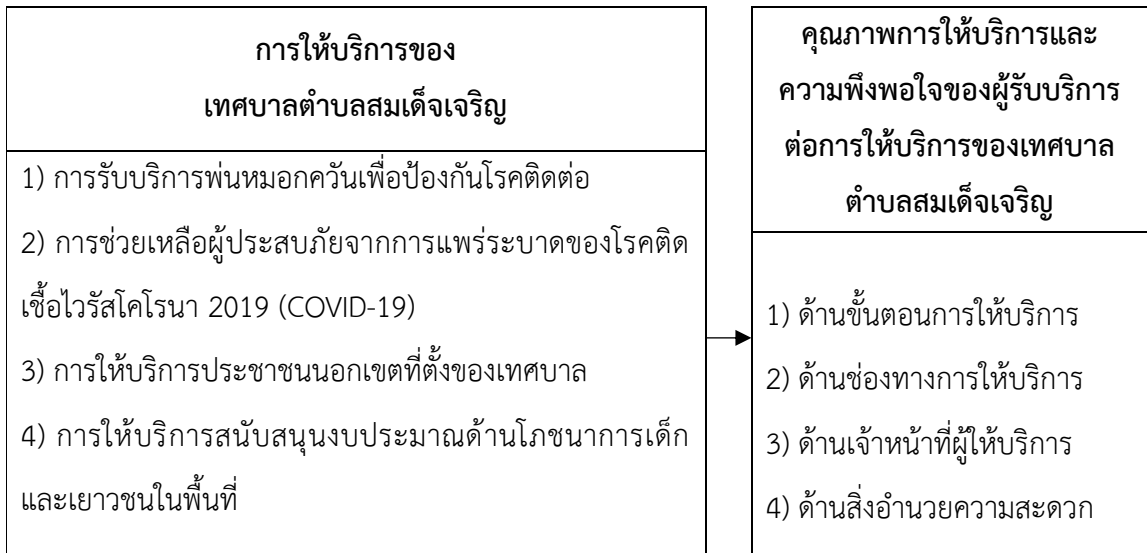 การให้บริการของ
เทศบาลตำบลสมเด็จเจริญ
1) การรับบริการพ่นหมอกควันเพื่อป้องกันโรคติดต่อ
2) การช่วยเหลือผู้ประสบภัยจากการแพร่ระบาดของโรคติด
เชื้อไวรัสโคโรนา 2019 (COVID-19)
3) การให้บริการประชาชนนอกเขตที่ตั้งของเทศบาล
4) การให้บริการสนับสนุนงบประมาณด้านโภชนาการเด็ก
และเยาวชนในพื้นที่
คุณภาพการให้บริการและ
ความพึงพอใจของผู้รับบริการ
ต่อการให้บริการของเทศบาล
ตำบลสมเด็จเจริญ
1) ด้านขั้นตอนการให้บริการ
2) ด้านช่องทางการให้บริการ
3) ด้านเจ้าหน้าที่ผู้ให้บริการ
4) ด้านสิ่งอำนวยความสะดวก